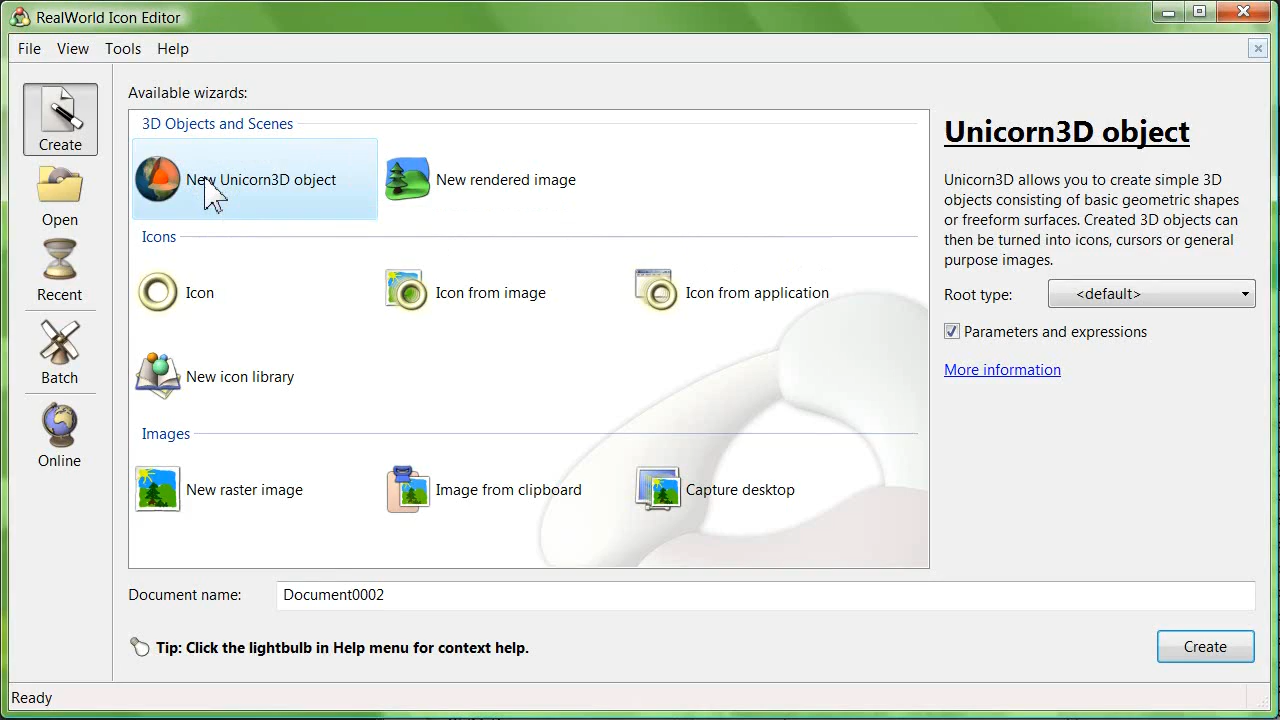 RealWorld Icon Editor
File View Tools Help
Create
Open
Recent
Batch
Online
Available wizards:
3D Objects and Scenes
New Unicorn3D object
New rendered image
Icons
Icon
Icon from image
Icon from application
New icon library
Images
New raster image
Image from clipboard
Capture desktop
Unicorn3D object
Unicorn3D allows you to create simple 3D
objects consisting of basic geometric shapes
or freeform surfaces. Created 3D objects can
then be turned into icons, cursors or general
purpose images.
Root type: <default>
Parameters and expressions
More information
Document name: Document0002
Tip: Click the lightbulb in Help menu for context help.
Create
Ready